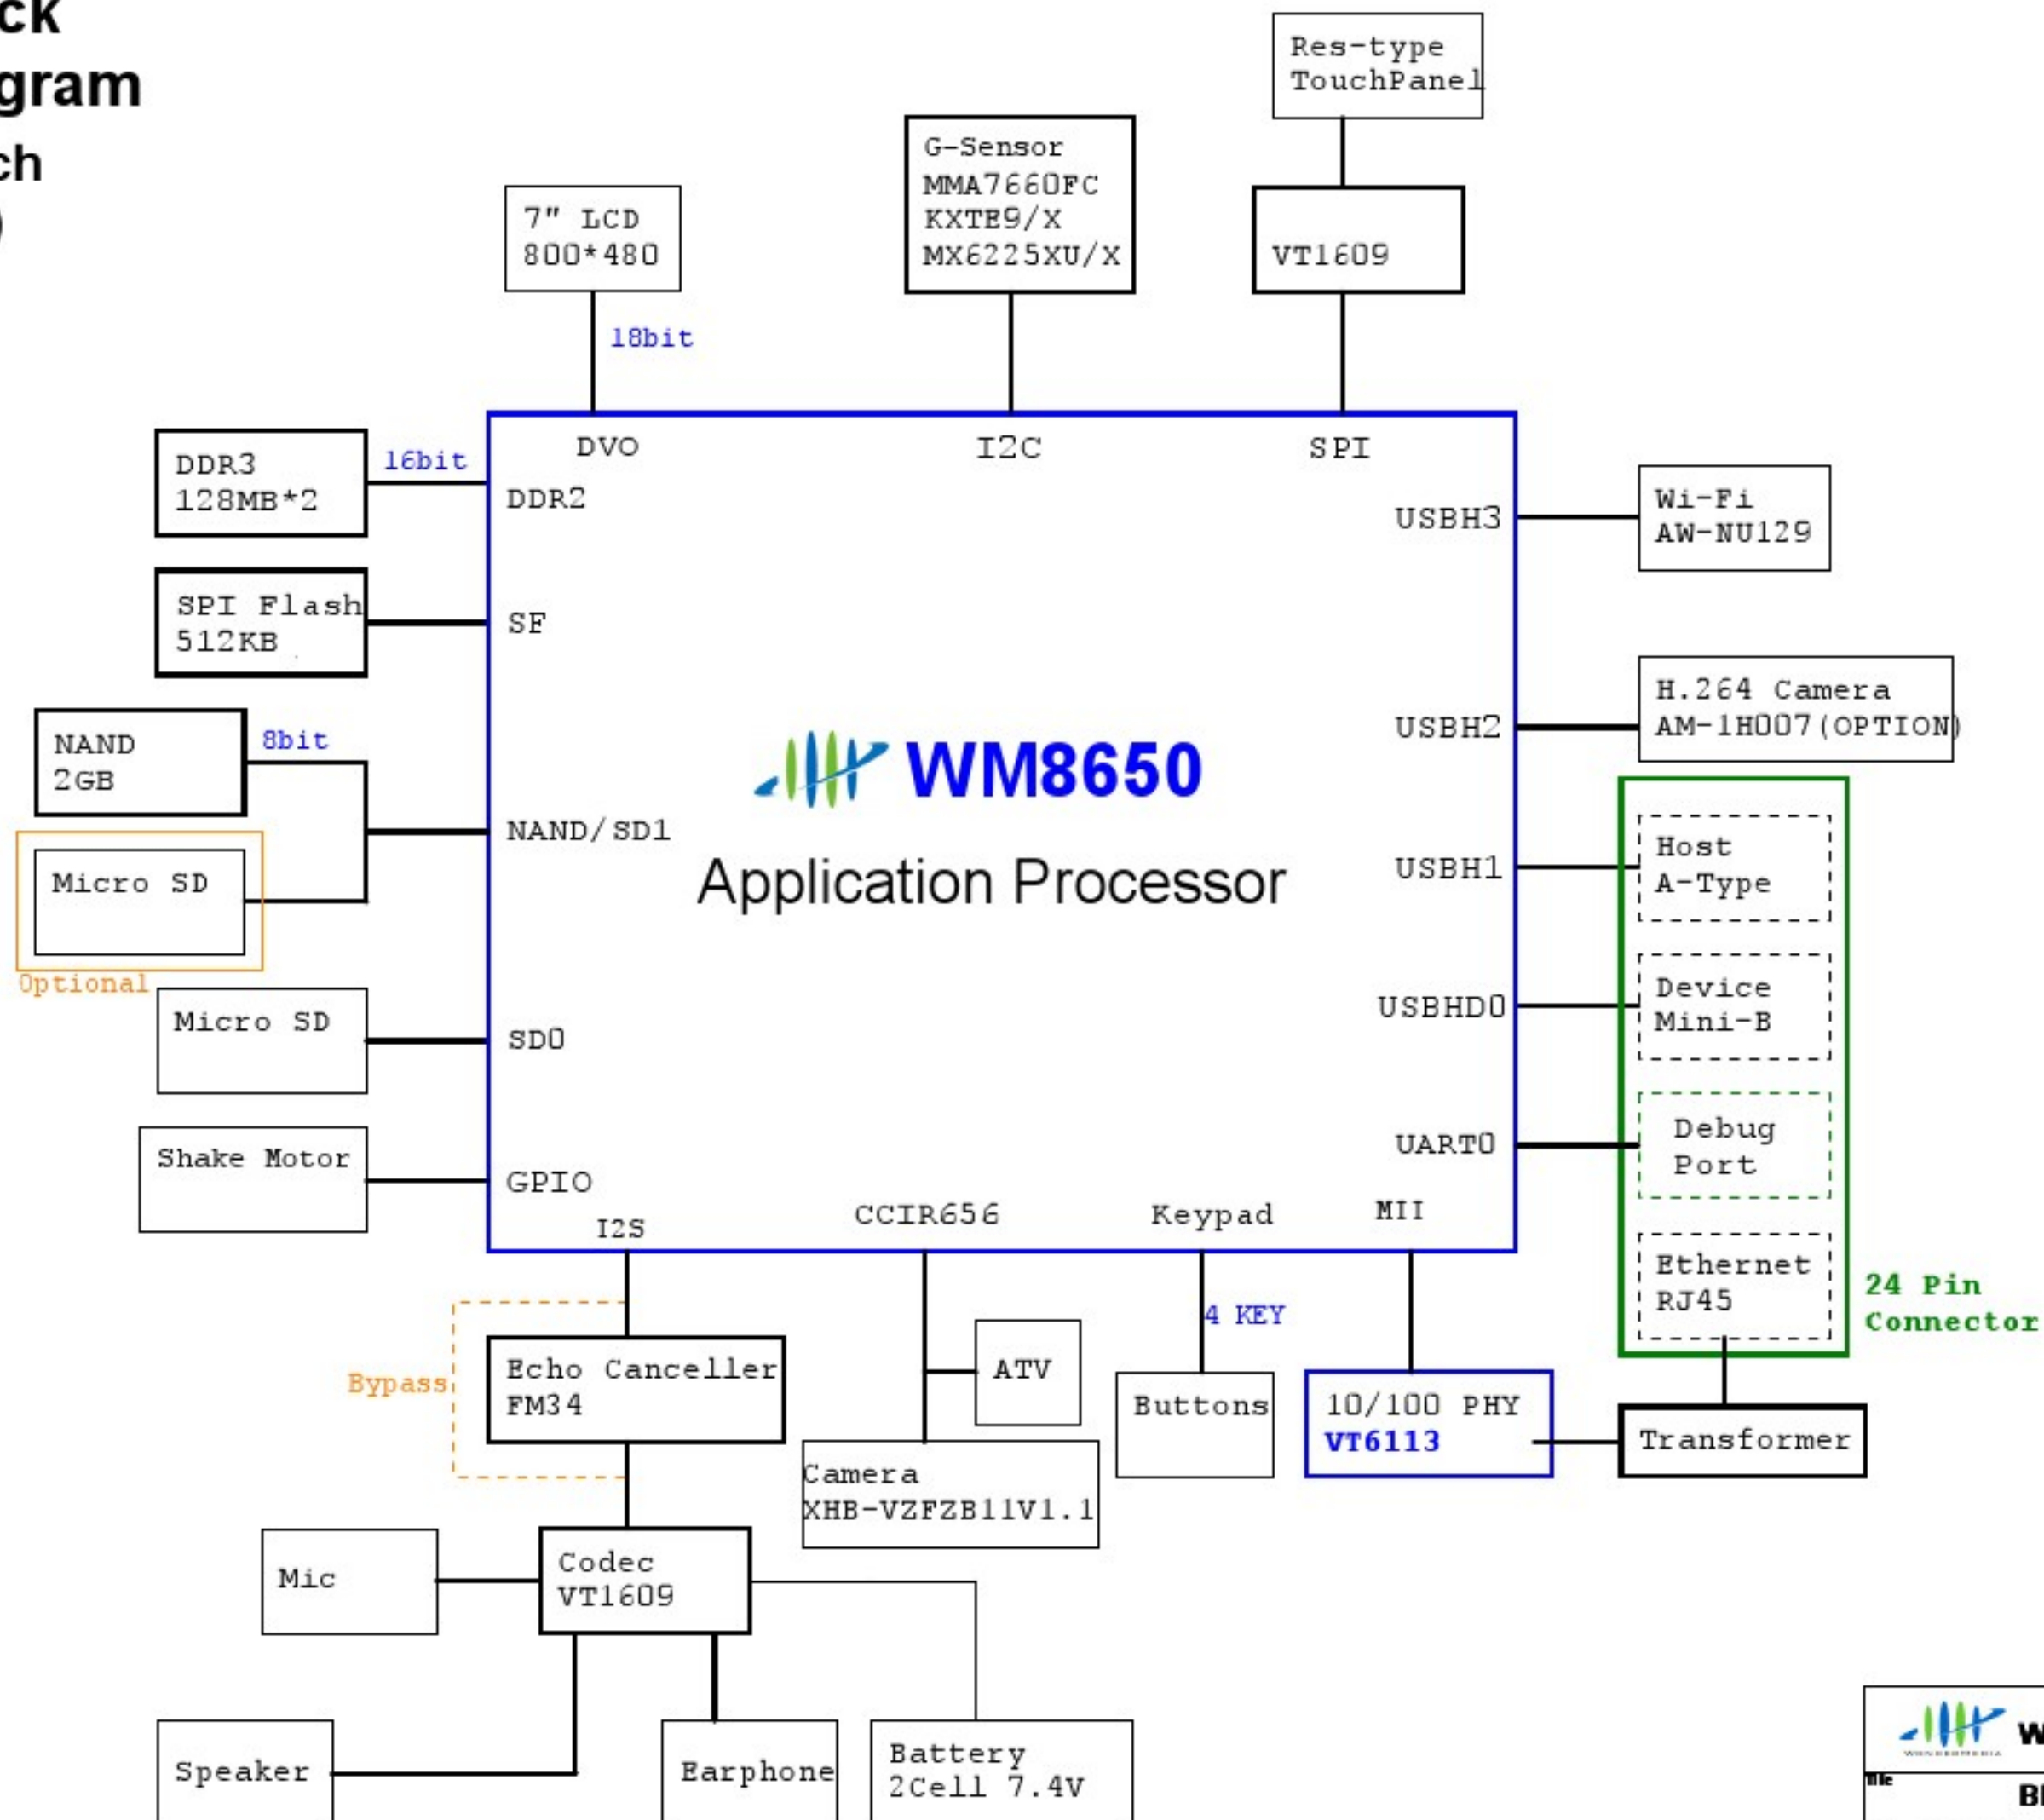 ck
gram
ch
)
Res-type
TouchPanel
G-Sensor
MMA7660FC
KXTE9/X
MX6225XU/X
VT1609
7" LCD
800*480
18bit
DVO
I2C
SPI
DDR3
128MB*2
16bit
DDR2
USBH3
Wi-Fi
AW-NU129
SPI Flash
512KB
SF
H.264 Camera
AM-1H007(OPTION)
USBH2
NAND
2GB
8bit
WM8650
Application Processor
NAND/SD1
Host
A-Type
USBH1
Micro SD
Optional
Device
Mini-B
USBHD0
Micro SD
SD0
Debug
Port
UART0
Shake Motor
GPIO
I2S
CCIR656
Keypad
MII
Ethernet
RJ45
24 Pin
Connector
4 KEY
Bypass
Echo Canceller
FM34
ATV
Buttons
10/100 PHY
VT6113
Transformer
Camera
XHB-VZFZB11V1.1
Mic
Codec
VT1609
Speaker
Earphone
Battery
2Cell 7.4V
W
WONDERMEDIA
Title
Bl